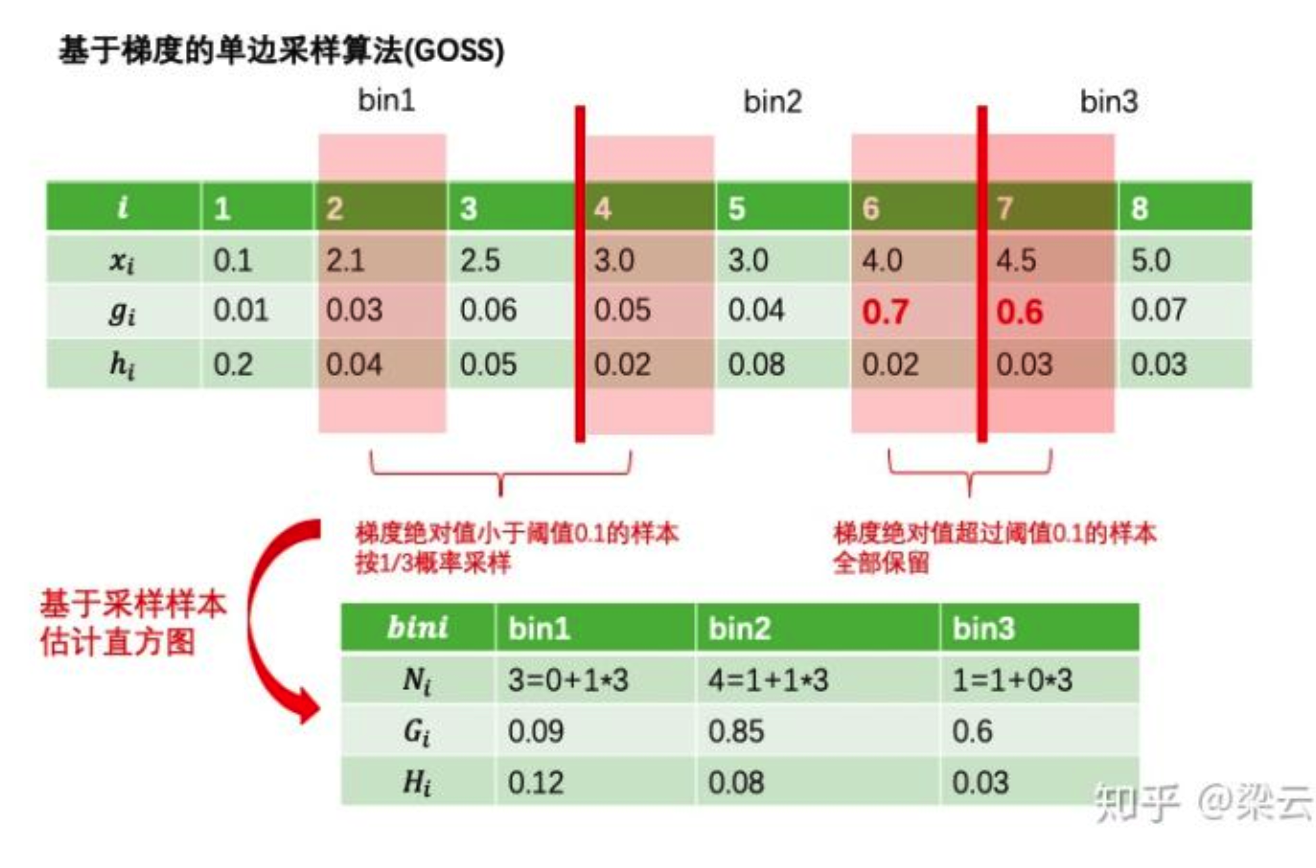 基于梯度的单边采样算法(GOSS)
bin1 bin2 bin3
i 1 2 3 4 5 6 7 8
xᵢ 0.1 2.1 2.5 3.0 3.0 4.0 4.5 5.0
gᵢ 0.01 0.03 0.06 0.05 0.04 0.7 0.6 0.07
hᵢ 0.2 0.04 0.05 0.02 0.08 0.02 0.03 0.03
梯度绝对值小于阈值0.1的样本
按1/3概率采样
梯度绝对值超过阈值0.1的样本
全部保留
基于采样样本
估计直方图
bini bin1 bin2 bin3
Nᵢ 3=0+1*3 4=1+1*3 1=1+0*3
Gᵢ 0.09 0.85 0.6
Hᵢ 0.12 0.08 0.03
知乎 @梁云